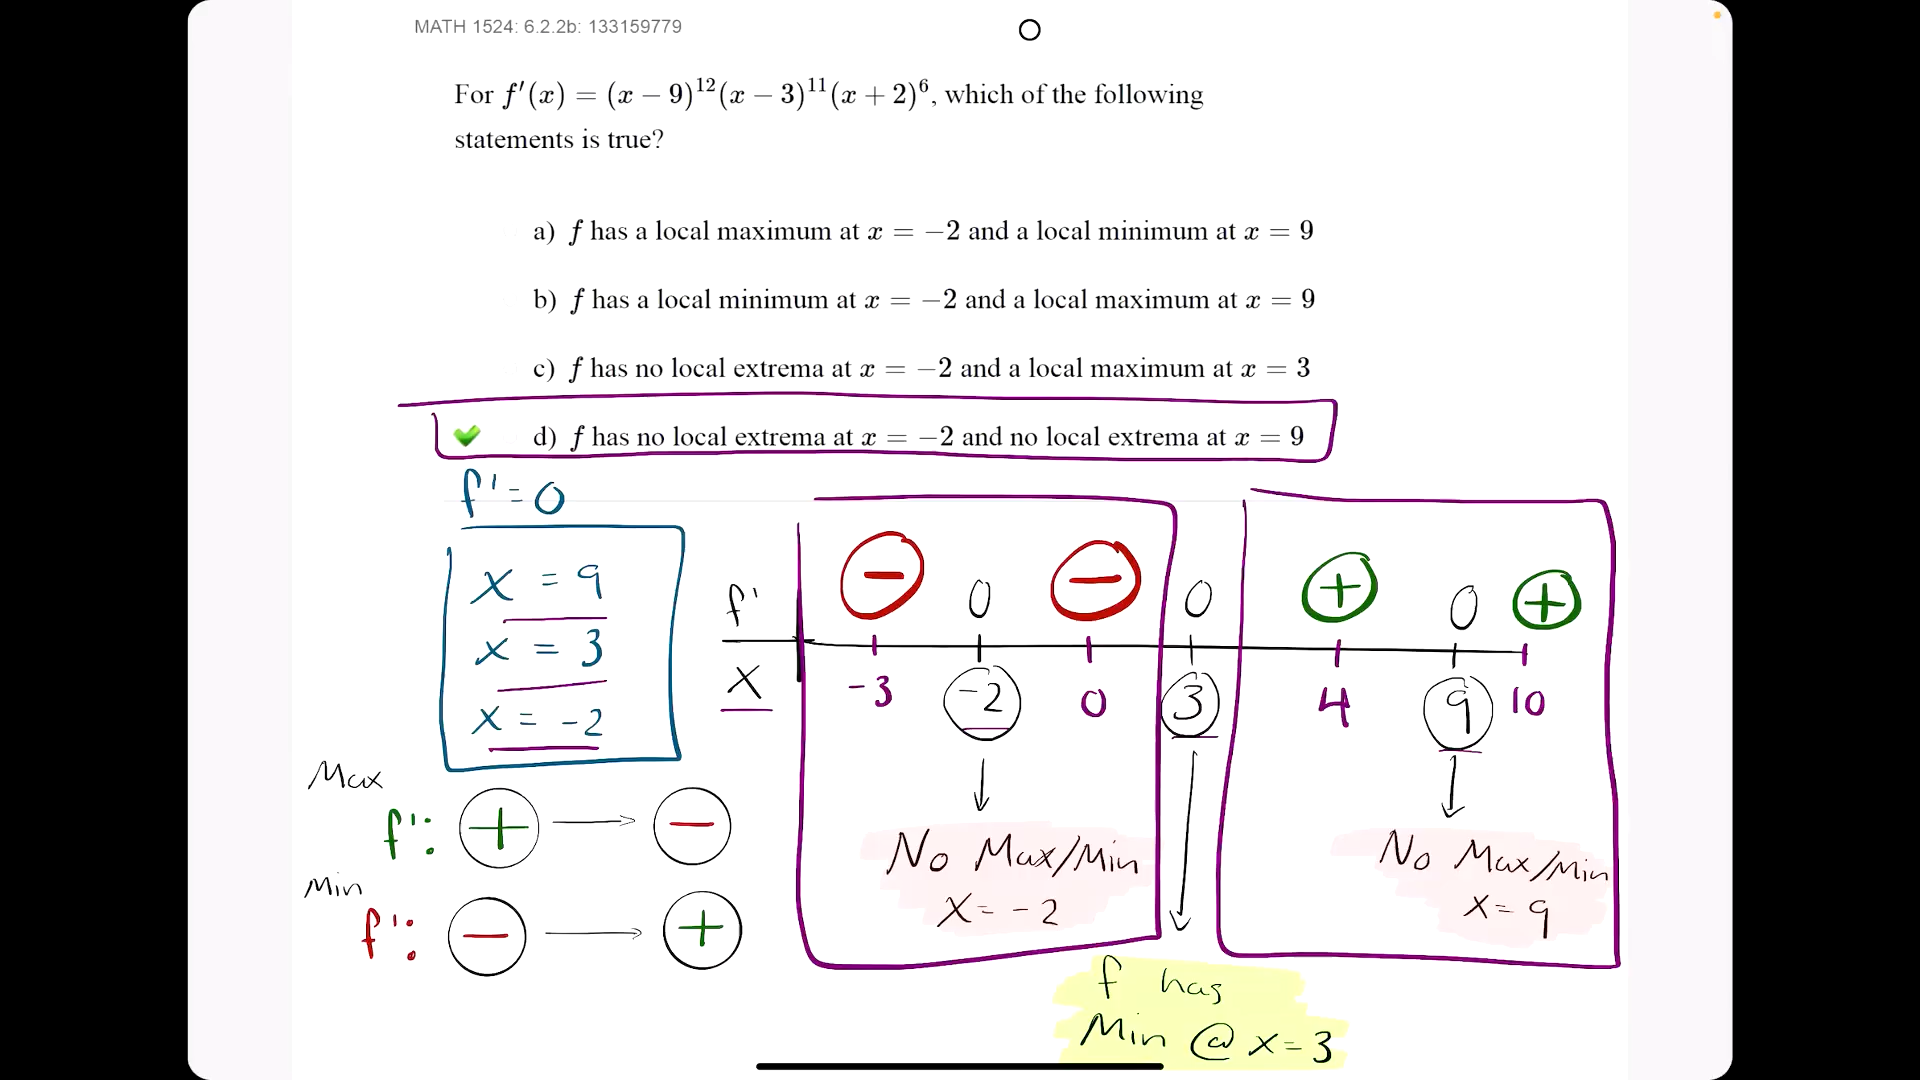 MATH 1524: 6.2.2b: 133159779
For f′(x) = (x − 9)¹²(x − 3)¹¹(x + 2)⁶, which of the following
statements is true?
a) f has a local maximum at x = −2 and a local minimum at x = 9
b) f has a local minimum at x = −2 and a local maximum at x = 9
c) f has no local extrema at x = −2 and a local maximum at x = 3
d) f has no local extrema at x = −2 and no local extrema at x = 9
f' = 0
x = 9
x = 3
x = -2
f' − 0 − 0 + 0 +
x -3 -2 0 3 4 9 10
Max
f': + → −
Min
f': − → +
No Max/Min
x= -2
No Max/Min
x= 9
f has
Min @ x=3